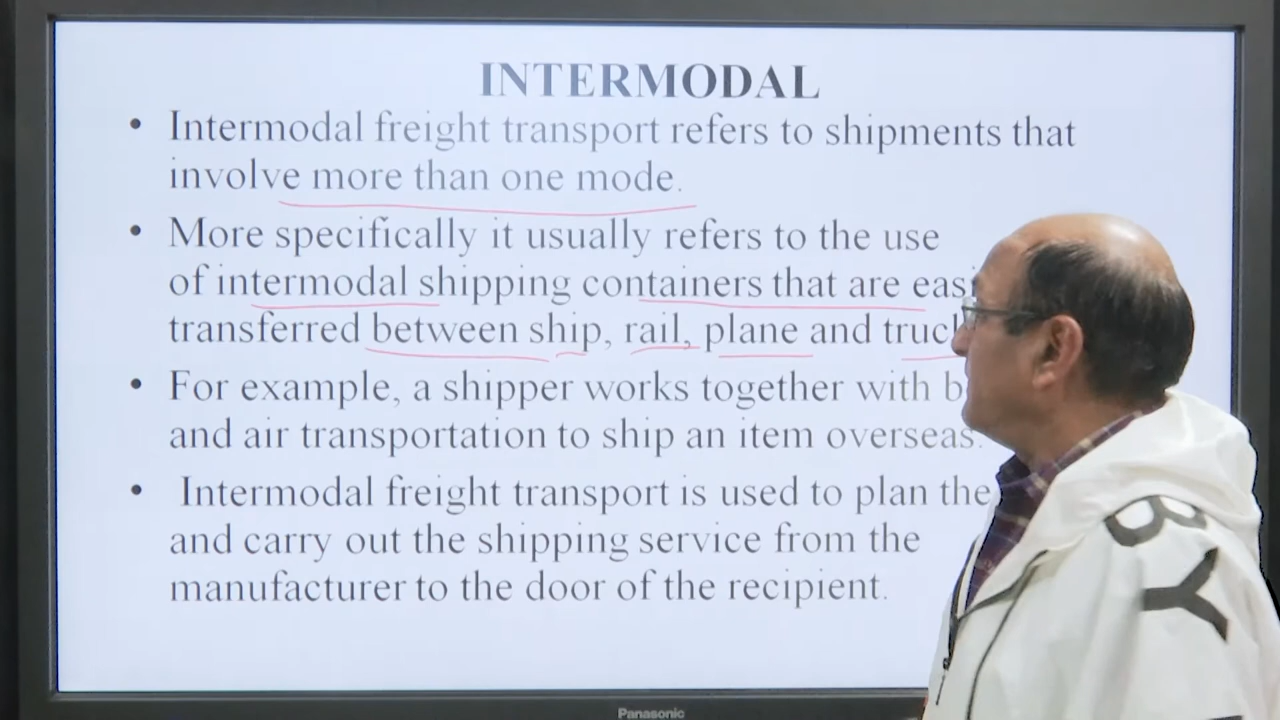 INTERMODAL
• Intermodal freight transport refers to shipments that
involve more than one mode.
• More specifically it usually refers to the use
of intermodal shipping containers that are
transferred between ship, rail, plane and
• For example, a shipper works together with
and air transportation to ship an item overseas.
• Intermodal freight transport is used to plan the
and carry out the shipping service from the
manufacturer to the door of the recipient.
BY
Panasonic